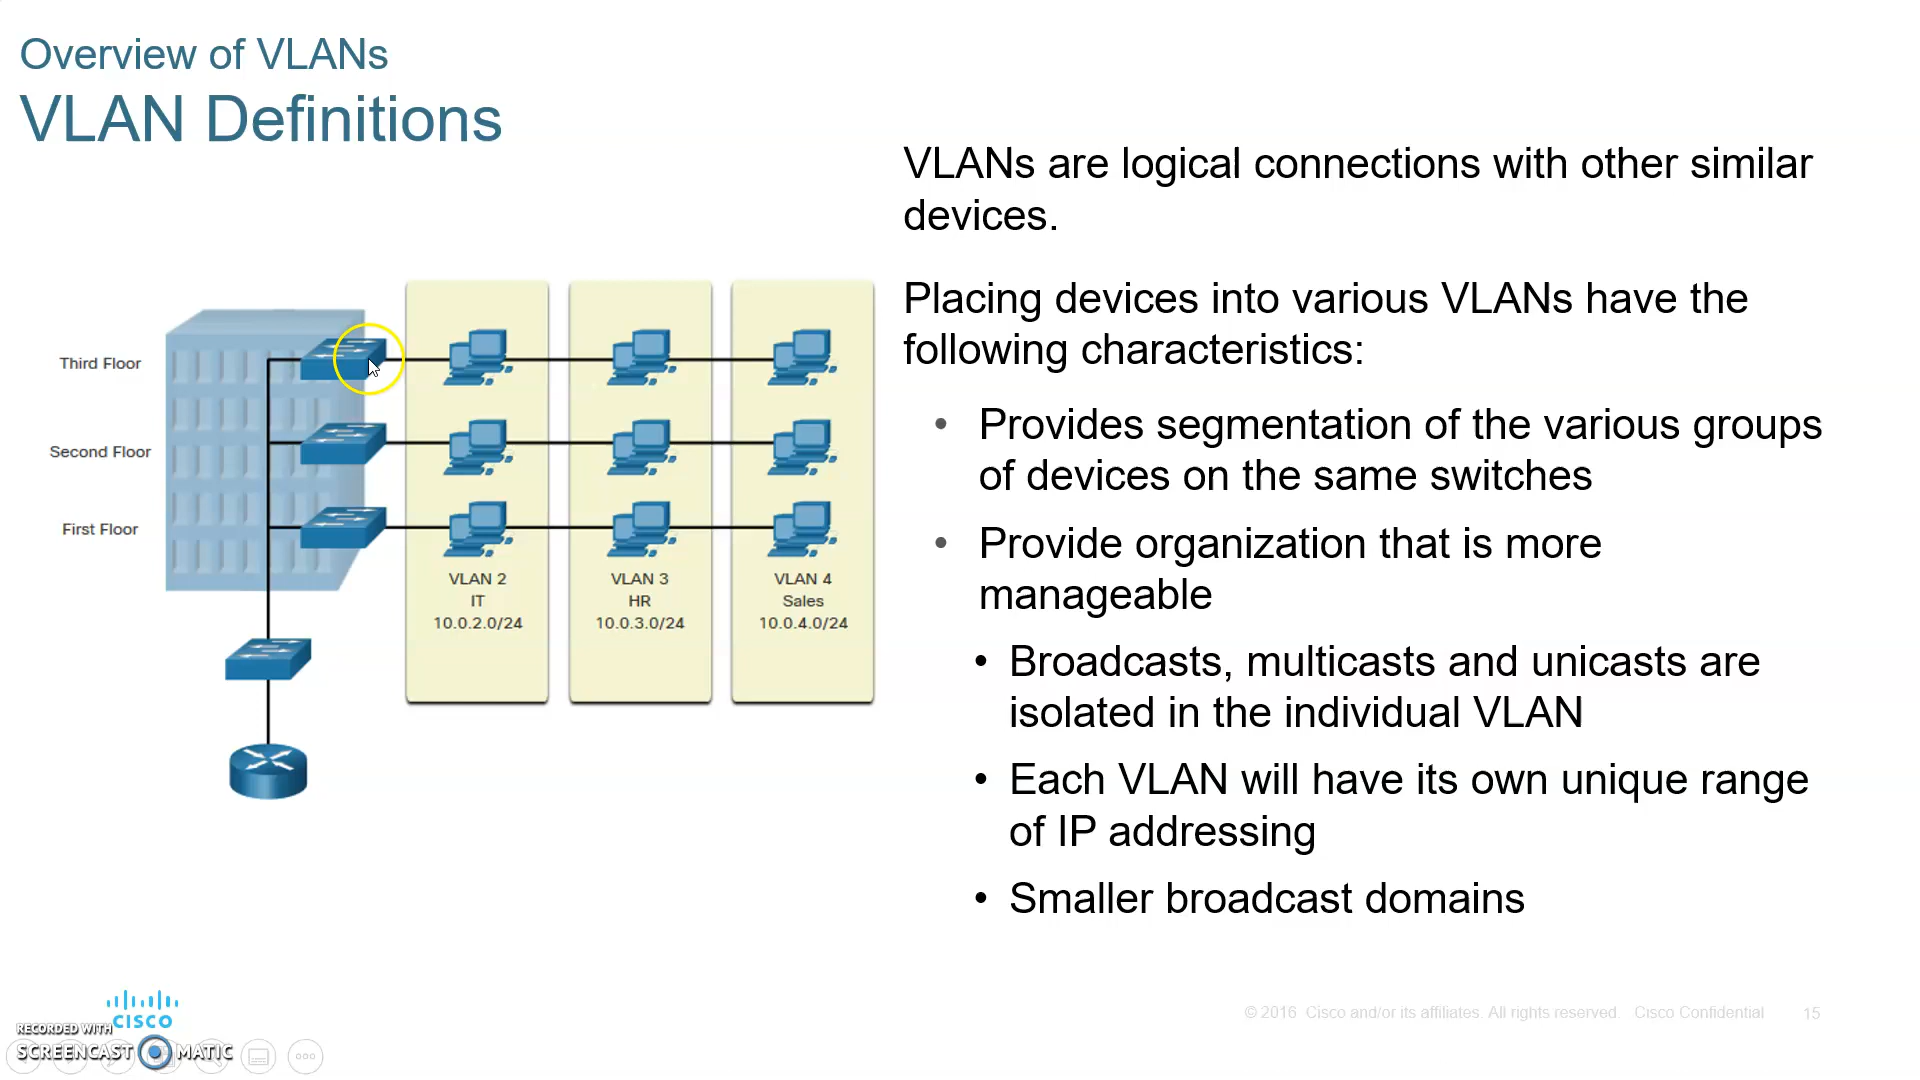 Overview of VLANs
VLAN Definitions
VLANs are logical connections with other similar
devices.
Placing devices into various VLANs have the
following characteristics:
• Provides segmentation of the various groups
of devices on the same switches
• Provide organization that is more
manageable
• Broadcasts, multicasts and unicasts are
isolated in the individual VLAN
• Each VLAN will have its own unique range
of IP addressing
• Smaller broadcast domains
Third Floor
Second Floor
First Floor
VLAN 2
IT
10.0.2.0/24
VLAN 3
HR
10.0.3.0/24
VLAN 4
Sales
10.0.4.0/24
CISCO
RECORDED WITH
SCREENCAST MATIC
© 2016 Cisco and/or its affiliates. All rights reserved. Cisco Confidential
15